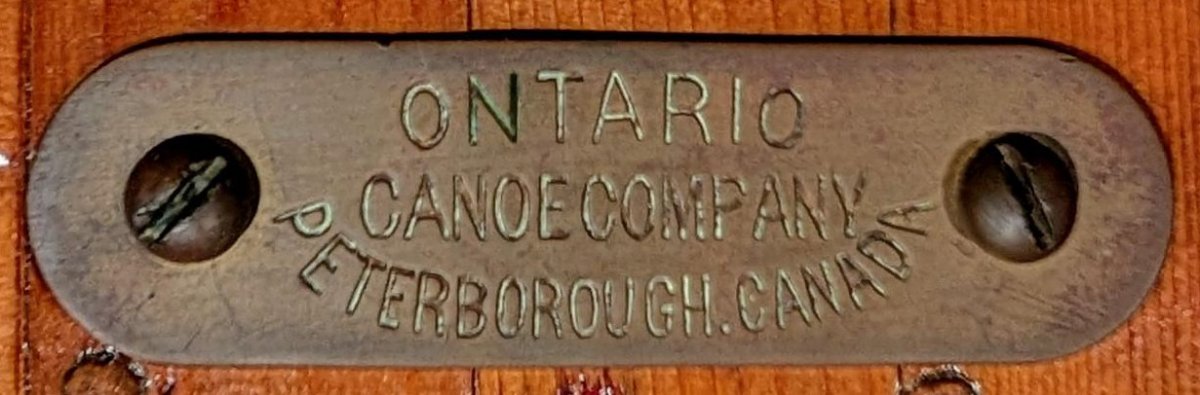 ONTARIO
CANOE COMPANY
PETERBOROUGH. CANADA